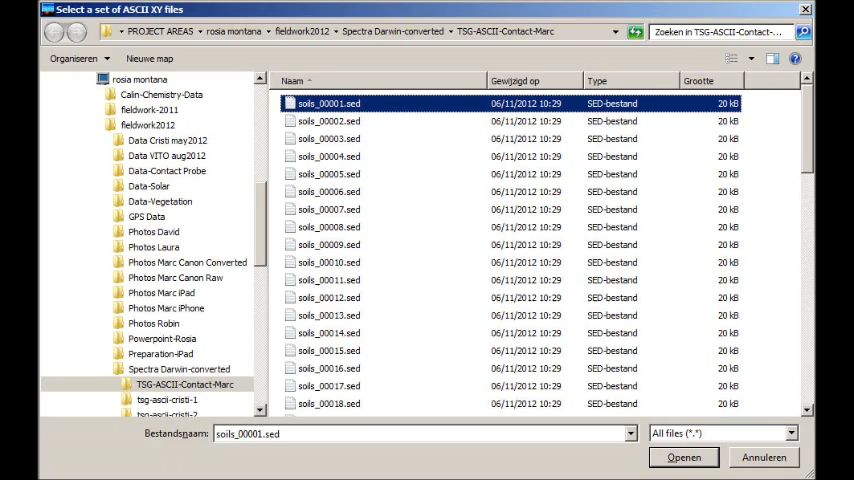 Select a set of ASCII XY files
PROJECT AREAS ▸ rosia montana ▸ fieldwork2012 ▸ Spectra Darwin-converted ▸ TSG-ASCII-Contact-Marc
Zoeken in TSG-ASCII-Contact-...
Organiseren
Nieuwe map
rosia montana
Calin-Chemistry-Data
fieldwork-2011
fieldwork2012
Data Cristi may2012
Data VITO aug2012
Data-Contact Probe
Data-Solar
Data-Vegetation
GPS Data
Photos David
Photos Laura
Photos Marc Canon Converted
Photos Marc Canon Raw
Photos Marc iPad
Photos Marc iPhone
Photos Robin
Powerpoint-Rosia
Preparation-iPad
Spectra Darwin-converted
TSG-ASCII-Contact-Marc
tsg-ascii-cristi-1
tsg-ascii-cristi-2
Naam Gewijzigd op Type Grootte
soils_00001.sed 06/11/2012 10:29 SED-bestand 20 kB
soils_00002.sed 06/11/2012 10:29 SED-bestand 20 kB
soils_00003.sed 06/11/2012 10:29 SED-bestand 20 kB
soils_00004.sed 06/11/2012 10:29 SED-bestand 20 kB
soils_00005.sed 06/11/2012 10:29 SED-bestand 20 kB
soils_00006.sed 06/11/2012 10:29 SED-bestand 20 kB
soils_00007.sed 06/11/2012 10:29 SED-bestand 20 kB
soils_00008.sed 06/11/2012 10:29 SED-bestand 20 kB
soils_00009.sed 06/11/2012 10:29 SED-bestand 20 kB
soils_00010.sed 06/11/2012 10:29 SED-bestand 20 kB
soils_00011.sed 06/11/2012 10:29 SED-bestand 20 kB
soils_00012.sed 06/11/2012 10:29 SED-bestand 20 kB
soils_00013.sed 06/11/2012 10:29 SED-bestand 20 kB
soils_00014.sed 06/11/2012 10:29 SED-bestand 20 kB
soils_00015.sed 06/11/2012 10:29 SED-bestand 20 kB
soils_00016.sed 06/11/2012 10:29 SED-bestand 20 kB
soils_00017.sed 06/11/2012 10:29 SED-bestand 20 kB
soils_00018.sed 06/11/2012 10:29 SED-bestand 20 kB
Bestandsnaam: soils_00001.sed
All files (*.*)
Openen
Annuleren